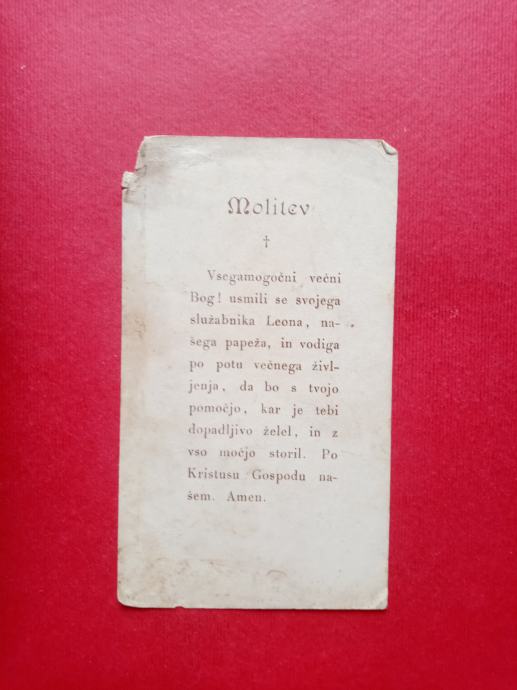 Molitev
†
Vsegamogočni večni
Bog! usmili se svojega
služabnika Leona, na-
šega papeža, in vodiga
po potu večnega živl-
jenja, da bo s tvojo
pomočjo, kar je tebi
dopadljivo želel, in z
vso močjo storil. Po
Kristusu Gospodu na-
šem. Amen.